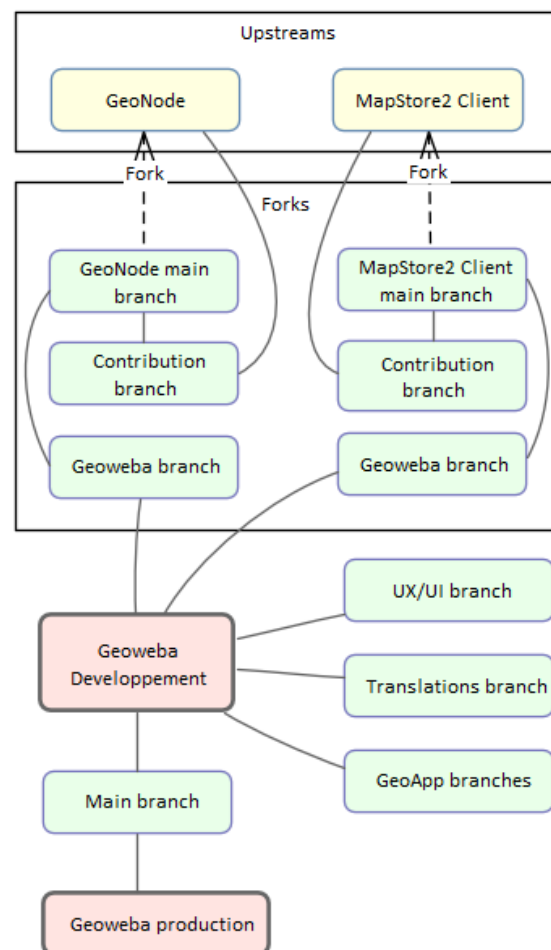 Upstreams
GeoNode
MapStore2 Client
Fork
Fork
Forks
GeoNode main
branch
MapStore2 Client
main branch
Contribution
branch
Contribution
branch
Geoweba branch
Geoweba branch
UX/UI branch
Geoweba
Developpement
Translations branch
GeoApp branches
Main branch
Geoweba production